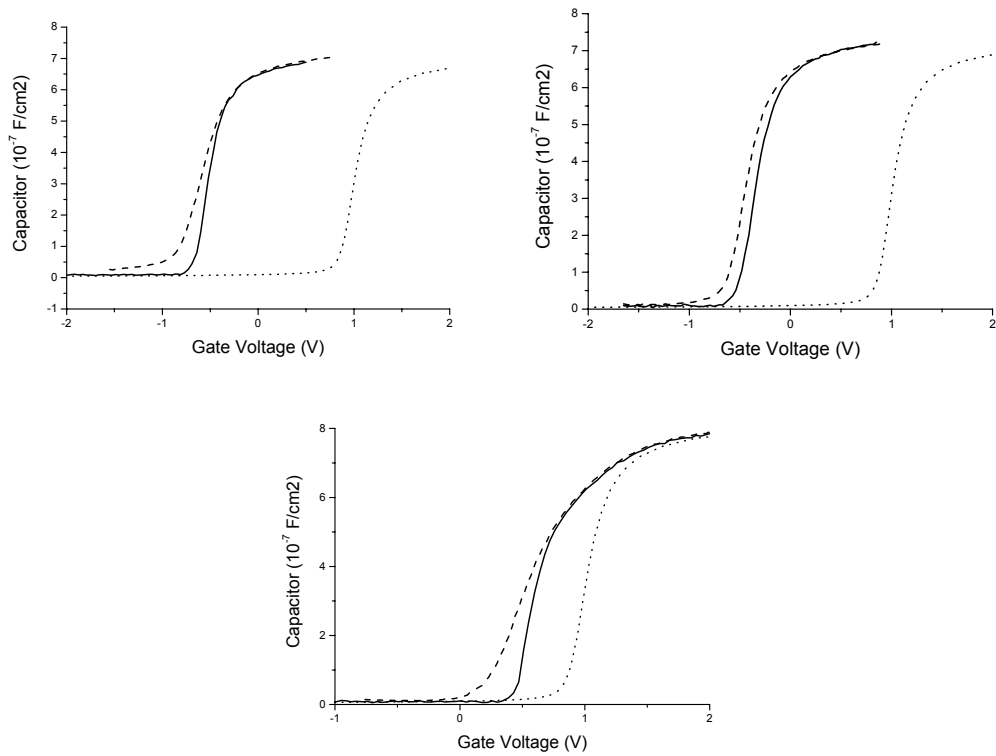 8
7
6
5
4
3
2
1
0
-1
Capacitor (10⁻⁷ F/cm2)
-2 -1 0 1 2
Gate Voltage (V)
8
7
6
5
4
3
2
1
0
Capacitor (10⁻⁷ F/cm2)
-2 -1 0 1 2
Gate Voltage (V)
8
6
4
2
0
Capacitor (10⁻⁷ F/cm2)
-1 0 1 2
Gate Voltage (V)